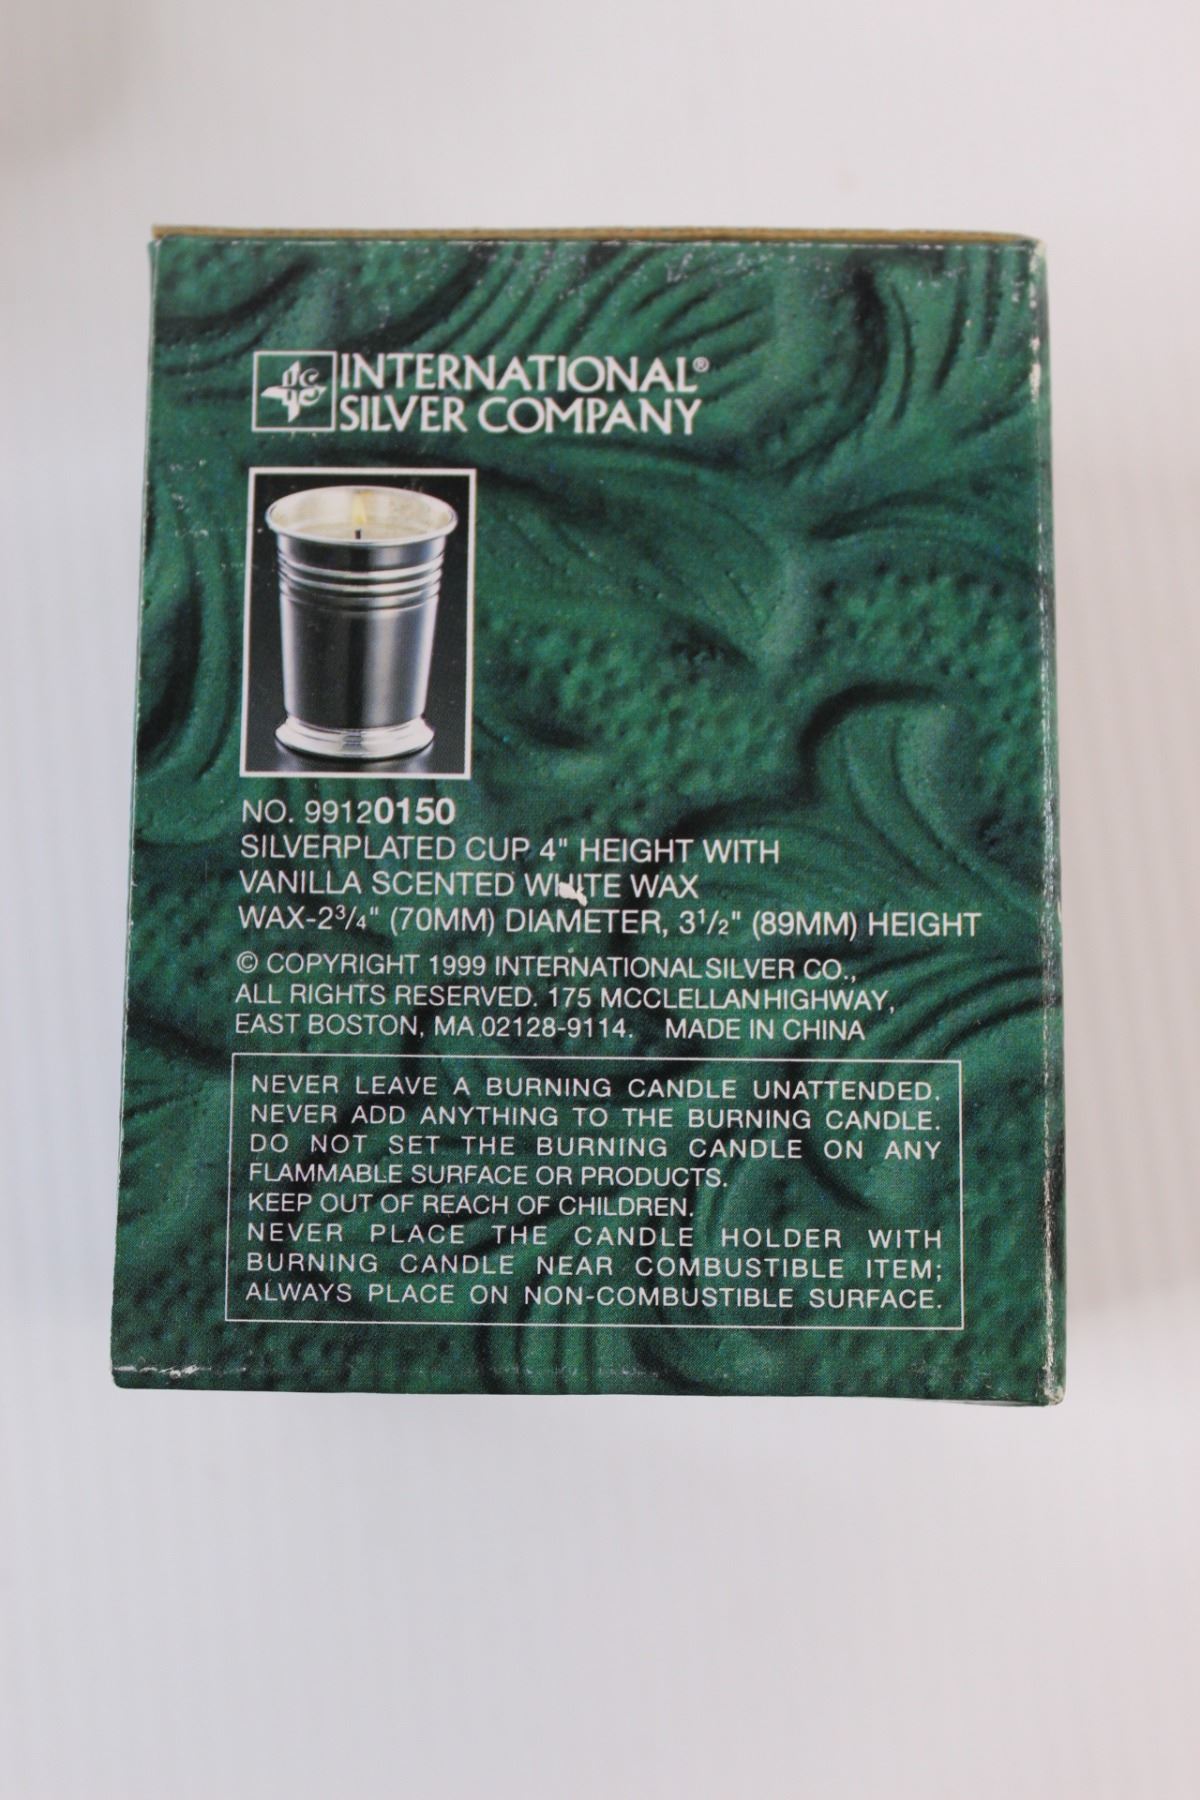 INTERNATIONAL®
SILVER COMPANY
NO. 99120150
SILVERPLATED CUP 4" HEIGHT WITH
VANILLA SCENTED WHITE WAX
WAX-2³/₄" (70MM) DIAMETER, 3¹/₂" (89MM) HEIGHT
© COPYRIGHT 1999 INTERNATIONAL SILVER CO.,
ALL RIGHTS RESERVED. 175 MCCLELLAN HIGHWAY,
EAST BOSTON, MA 02128-9114. MADE IN CHINA
NEVER LEAVE A BURNING CANDLE UNATTENDED.
NEVER ADD ANYTHING TO THE BURNING CANDLE.
DO NOT SET THE BURNING CANDLE ON ANY
FLAMMABLE SURFACE OR PRODUCTS.
KEEP OUT OF REACH OF CHILDREN.
NEVER PLACE THE CANDLE HOLDER WITH
BURNING CANDLE NEAR COMBUSTIBLE ITEM;
ALWAYS PLACE ON NON-COMBUSTIBLE SURFACE.